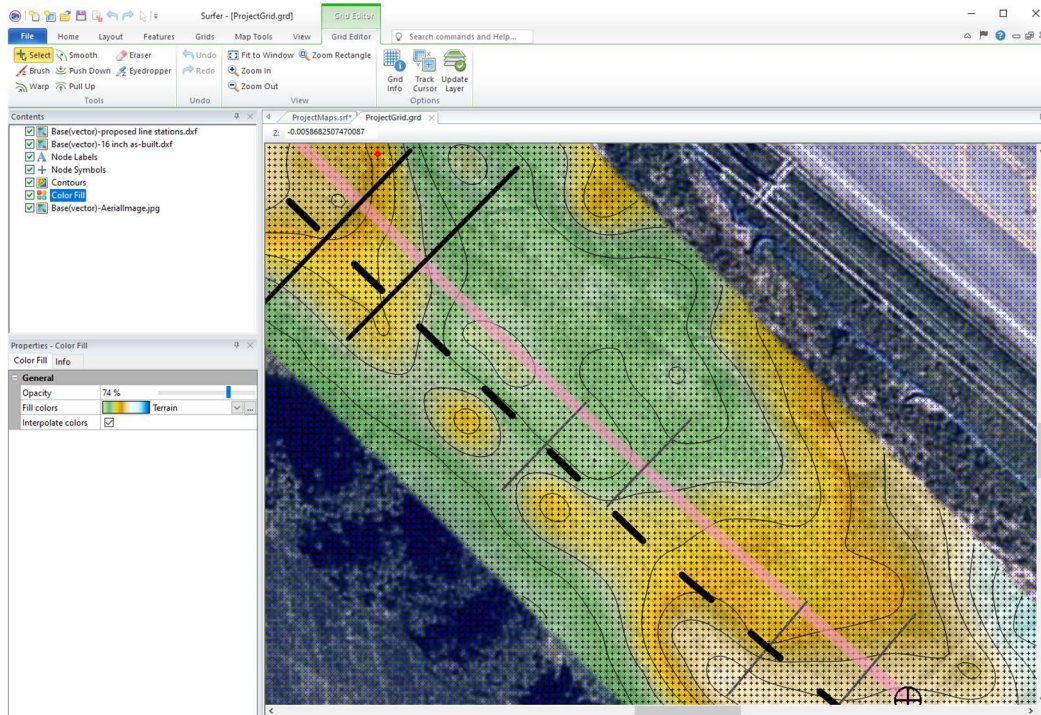 Surfer - [ProjectGrid.grd]
Grid Editor
File Home Layout Features Grids Map Tools View Grid Editor Search commands and Help...
Select Smooth Eraser
Brush Push Down Eyedropper
Warp Pull Up
Tools
Undo
Redo
Undo
Fit to Window Zoom Rectangle
Zoom In
Zoom Out
View
Grid Info
Track Cursor
Update Layer
Options
Contents
Base(vector)-proposed line stations.dxf
Base(vector)-16 inch as-built.dxf
Node Labels
Node Symbols
Contours
Color Fill
Base(vector)-AerialImage.jpg
ProjectMaps.srf* ProjectGrid.grd
Z: -0.0058682507470087
Properties - Color Fill
Color Fill Info
General
Opacity 74 %
Fill colors Terrain
Interpolate colors